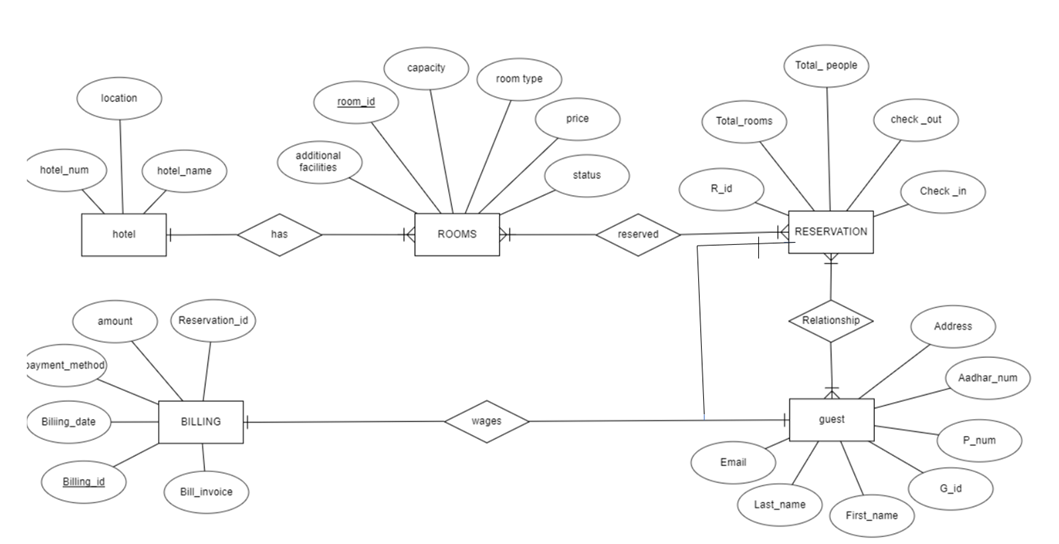 Total_ people
capacity
room type
location
room_id
price
Total_rooms
check _out
additional
facilities
hotel_num
hotel_name
status
R_id
Check _in
hotel
has
ROOMS
reserved
RESERVATION
amount
Reservation_id
Relationship
Address
payment_method
Aadhar_num
Biliing_date
BILLING
wages
guest
P_num
Email
Billing_id
Bill_invoice
G_id
Last_name
First_name